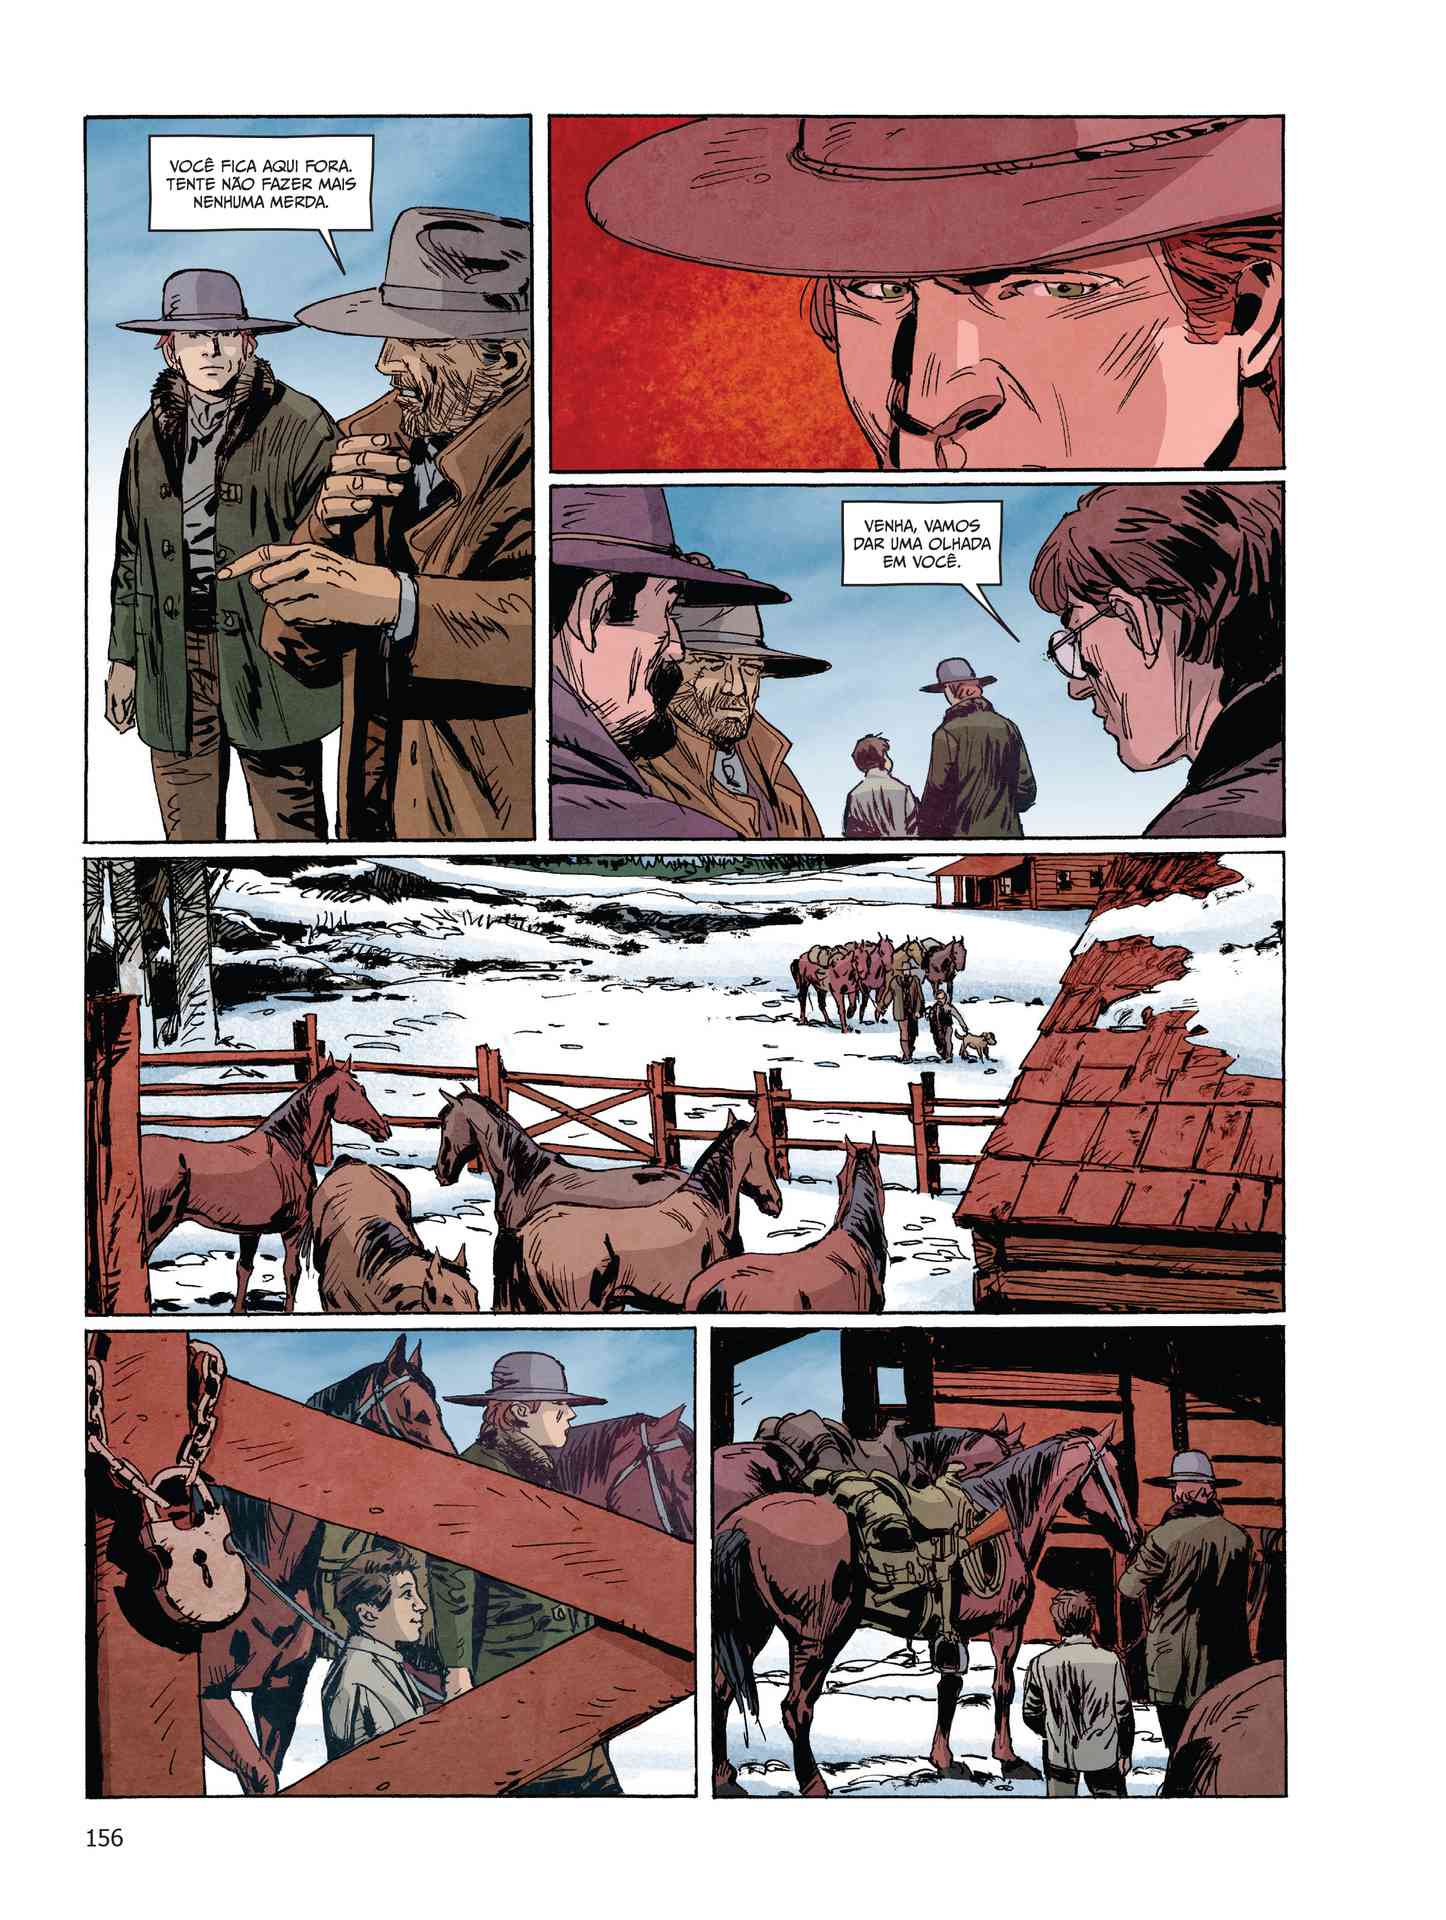 VOCÊ FICA AQUI FORA.
TENTE NÃO FAZER MAIS
NENHUMA MERDA.
VENHA, VAMOS
DAR UMA OLHADA
EM VOCÊ.
156